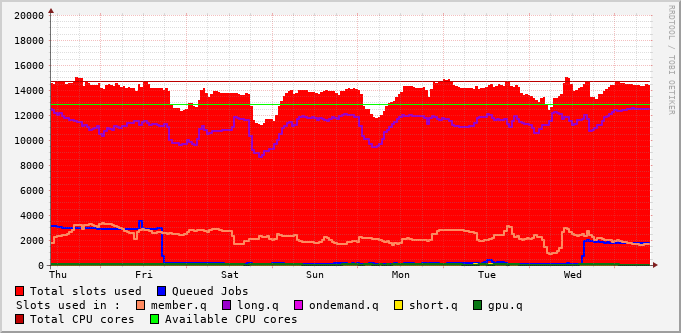 20000
18000
16000
14000
12000
10000
8000
6000
4000
2000
0
Thu Fri Sat Sun Mon Tue Wed
RRDTOOL / TOBI OETIKER
Total slots used Queued Jobs
Slots used in : member.q long.q ondemand.q short.q gpu.q
Total CPU cores Available CPU cores